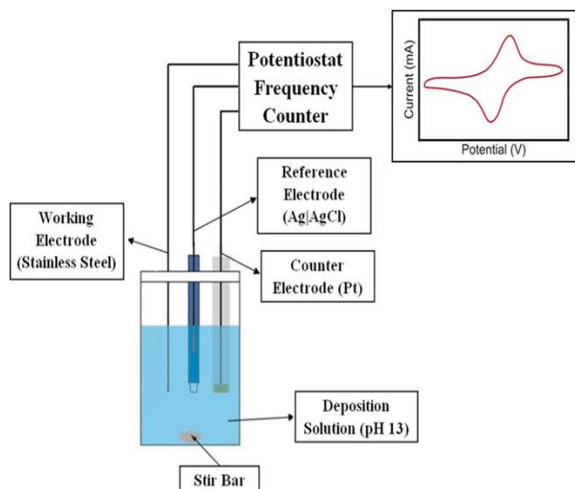 Potentiostat
Frequency
Counter
Current (mA)
Potential (V)
Reference
Electrode
(Ag|AgCl)
Working
Electrode
(Stainless Steel)
Counter
Electrode (Pt)
Deposition
Solution (pH 13)
Stir Bar